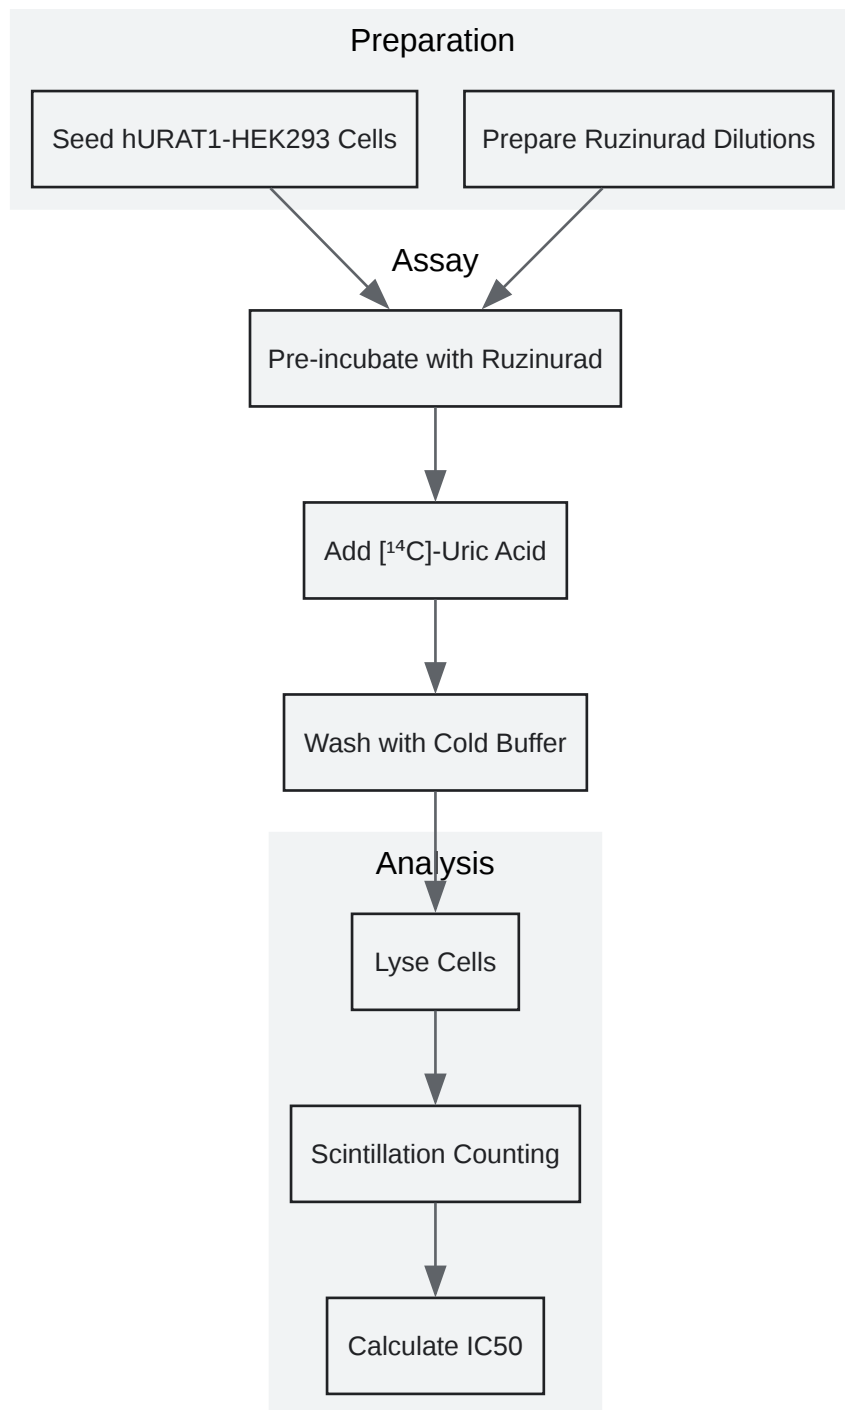 Preparation
Seed hURAT1-HEK293 Cells
Prepare Ruzinurad Dilutions
Assay
Pre-incubate with Ruzinurad
Add [¹⁴C]-Uric Acid
Wash with Cold Buffer
Analysis
Lyse Cells
Scintillation Counting
Calculate IC50